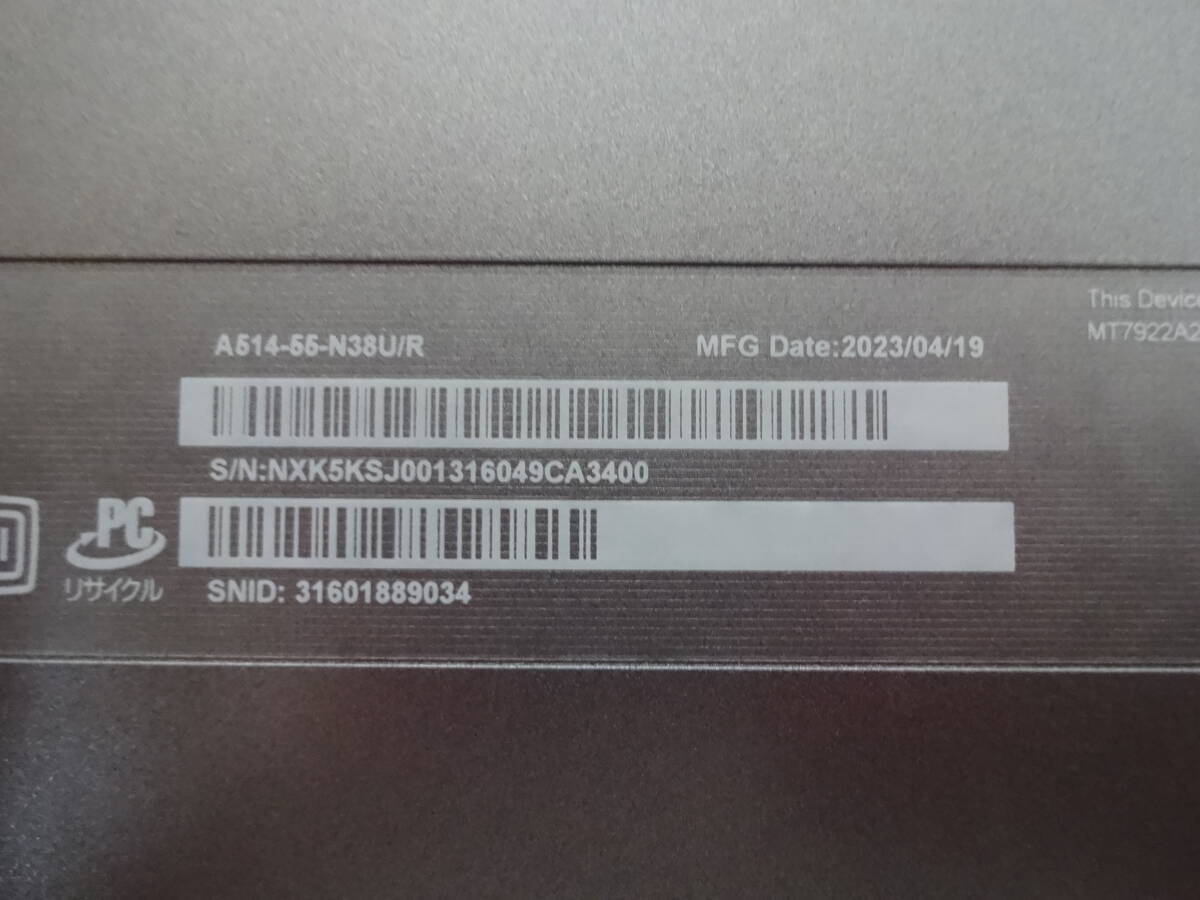 This Device
MT7922A2
A514-55-N38U/R
MFG Date:2023/04/19
S/N:NXK5KSJ001316049CA3400
PC
リサイクル
SNID: 31601889034